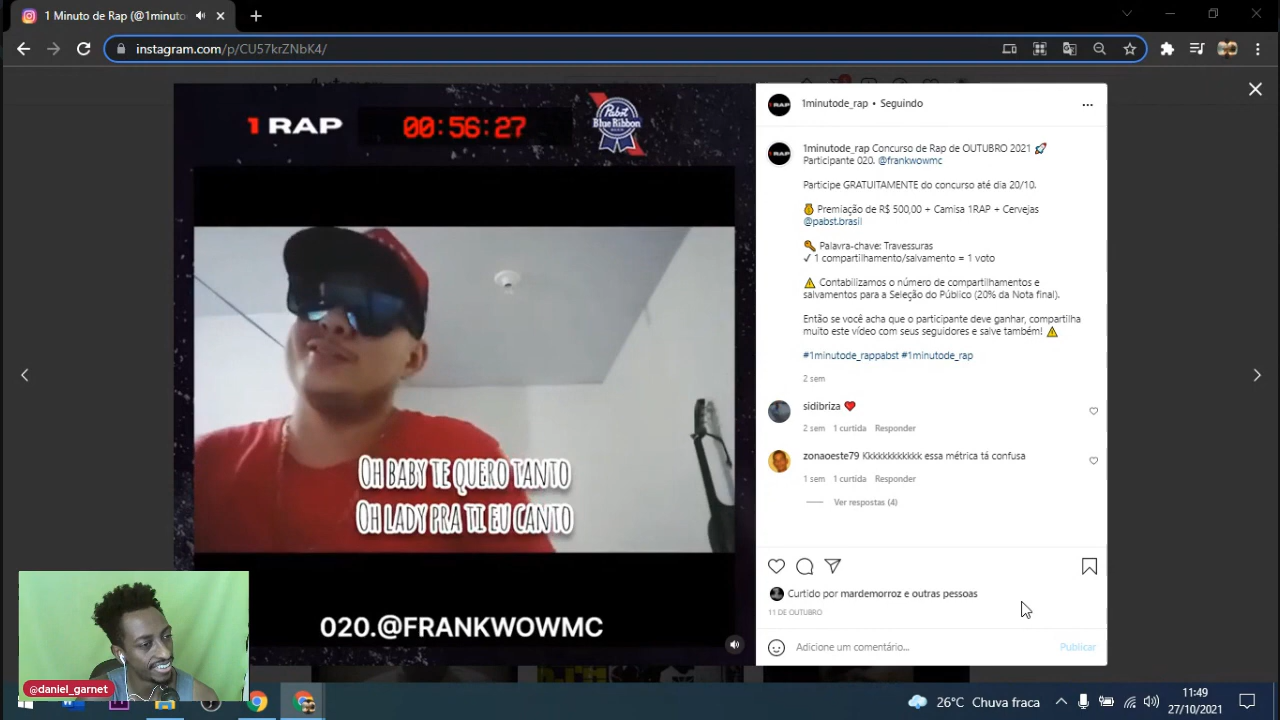 1 Minuto de Rap (@1minuto
instagram.com/p/CU57krZNbK4/
1 RAP
00:56:27
Pabst
Blue Ribbon
OH BABY TE QUERO TANTO
OH LADY PRA TI EU CANTO
020.@FRANKWOWMC
@daniel_garnet
1minutode_rap • Seguindo
1minutode_rap Concurso de Rap de OUTUBRO 2021 🚀
Participante 020. @frankwowmc
Participe GRATUITAMENTE do concurso até dia 20/10.
🏅 Premiação de R$ 500,00 + Camisa 1RAP + Cervejas
@pabst.brasil
🔑 Palavra-chave: Travessuras
✓ 1 compartilhamento/salvamento = 1 voto
⚠ Contabilizamos o número de compartilhamentos e
salvamentos para a Seleção do Público (20% da Nota final).
Então se você acha que o participante deve ganhar, compartilha
muito este vídeo com seus seguidores e salve também! ⚠
#1minutode_rappabst #1minutode_rap
2 sem
sidibriza ❤
2 sem 1 curtida Responder
zonaoeste79 Kkkkkkkkkkkk essa métrica tá confusa
1 sem 1 curtida Responder
Ver respostas (4)
Curtido por mardemorroz e outras pessoas
11 DE OUTUBRO
Adicione um comentário...
Publicar
26°C Chuva fraca
11:49
27/10/2021